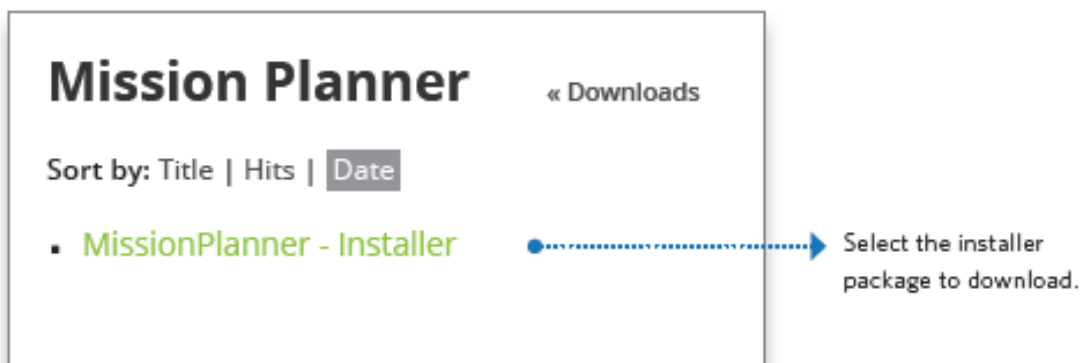 Mission Planner
« Downloads
Sort by: Title | Hits | Date
▪ MissionPlanner - Installer
Select the installer
package to download.